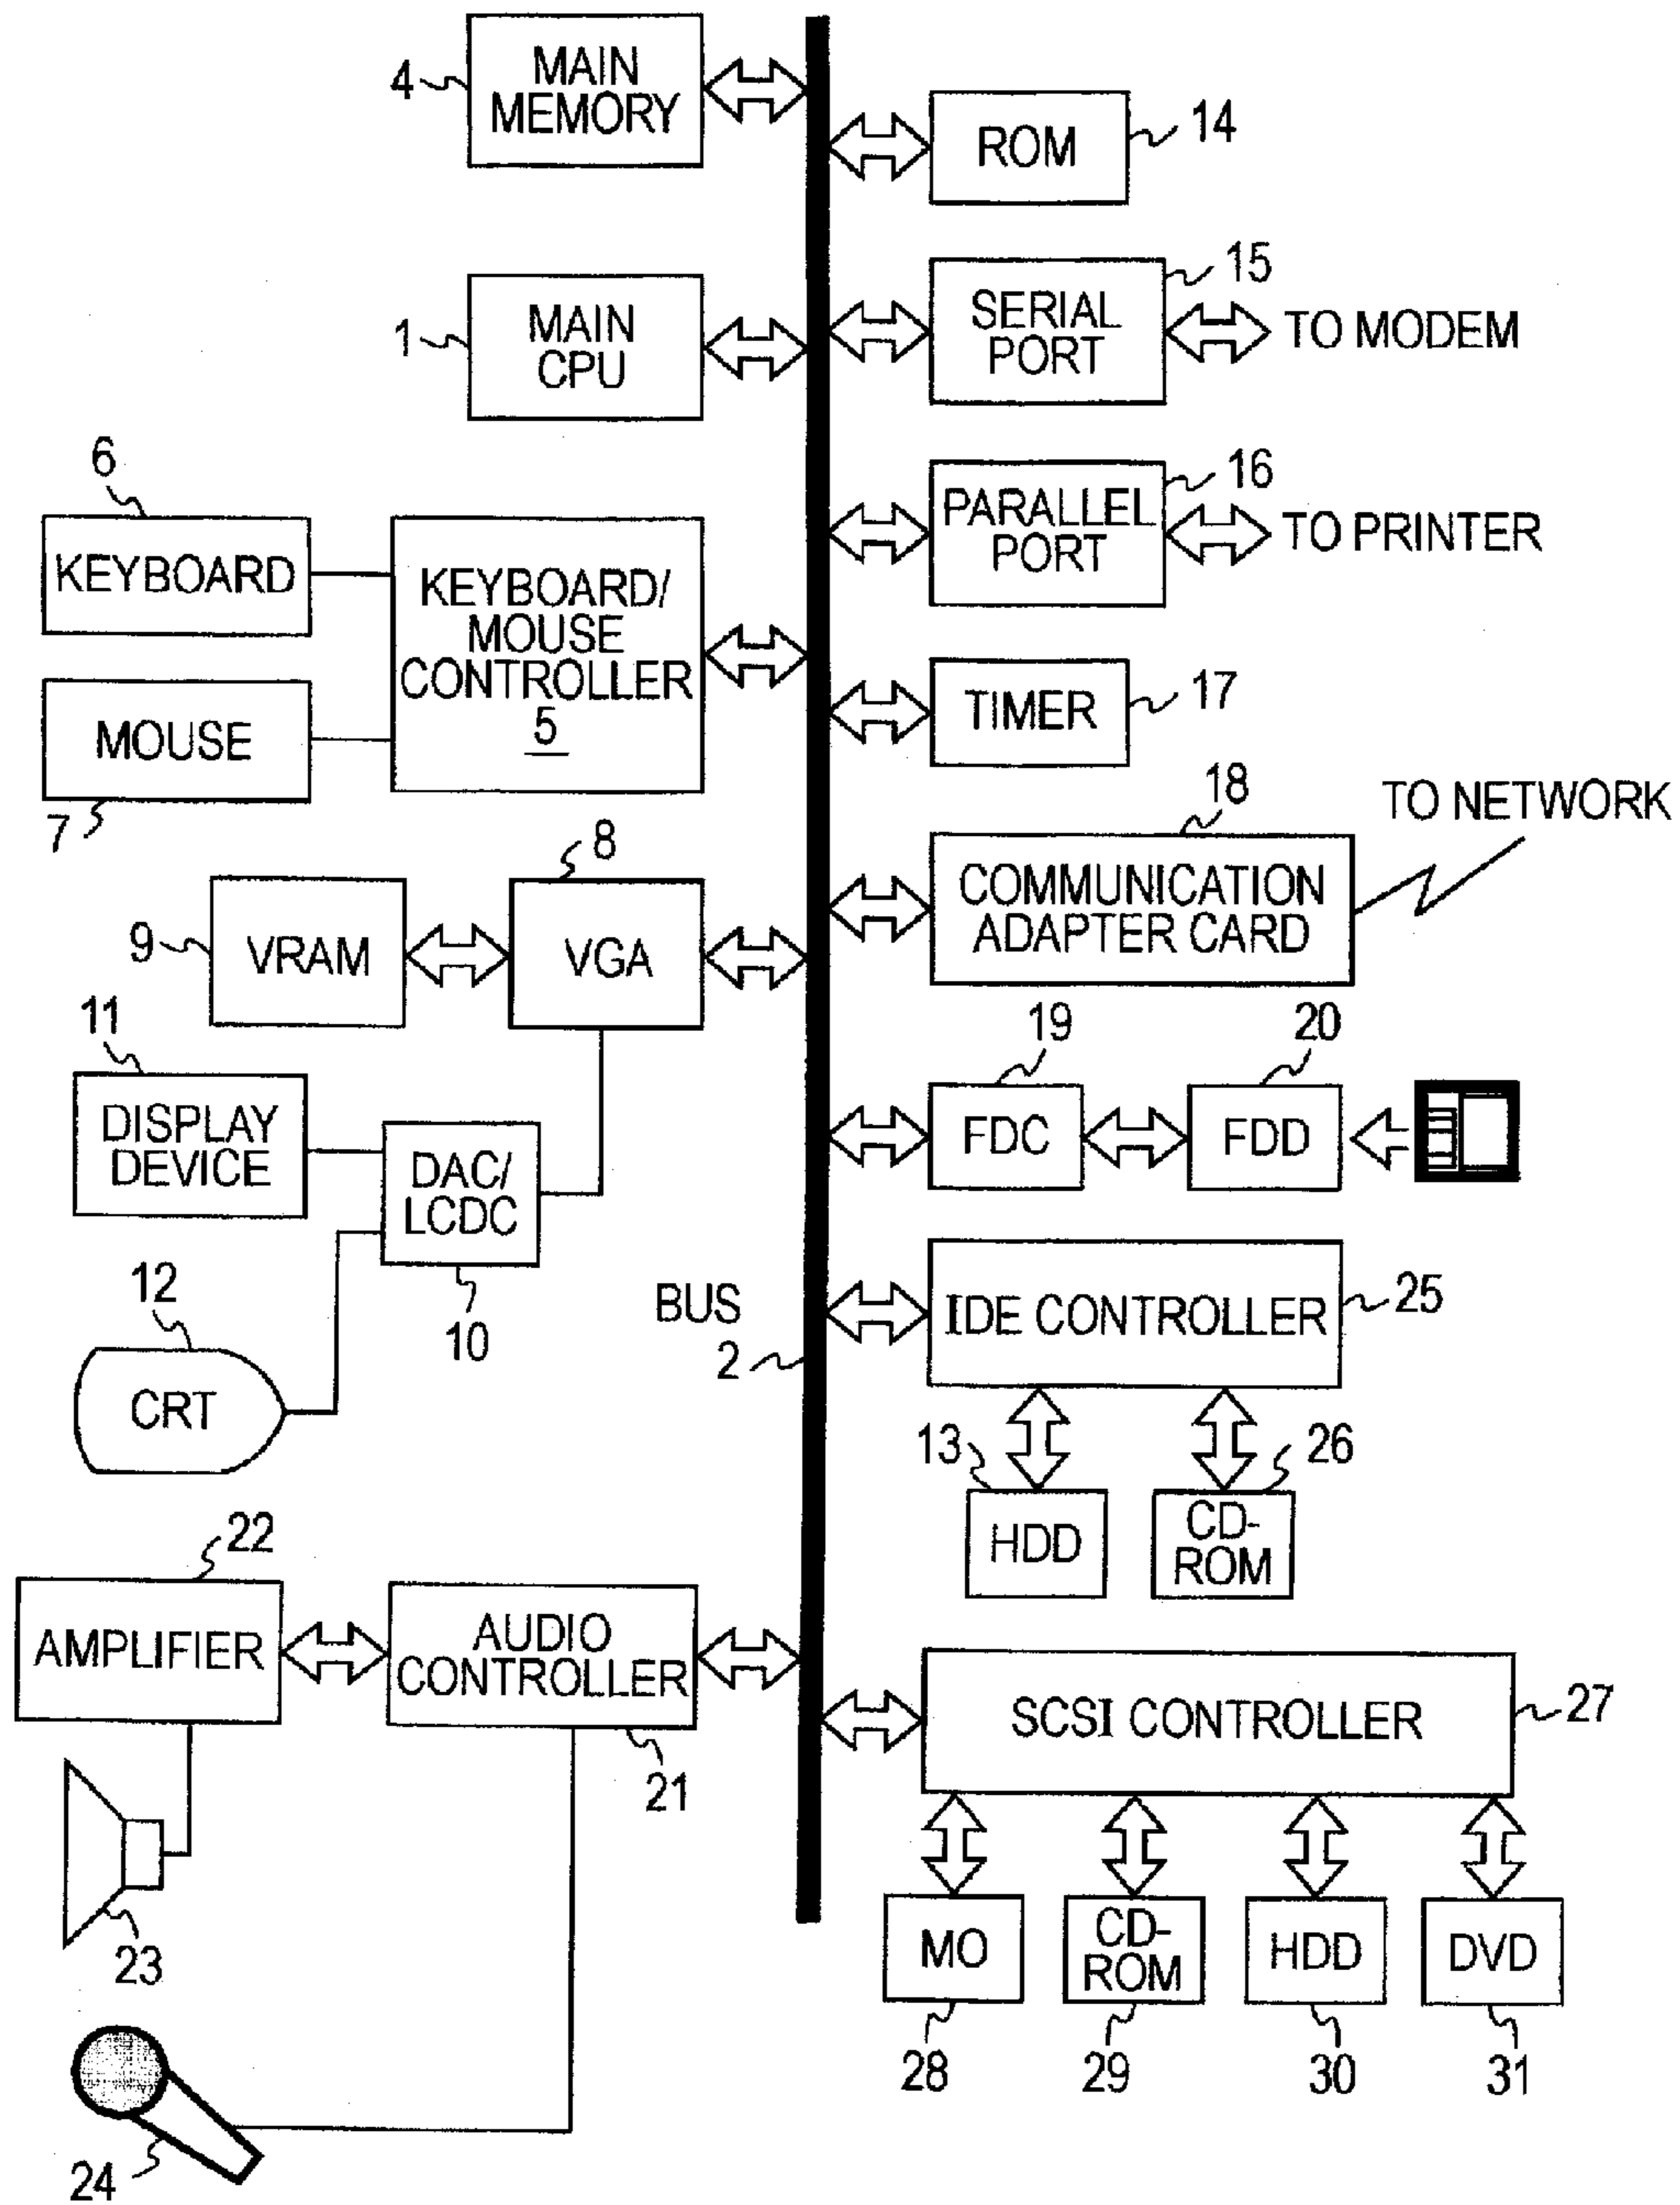 4
MAIN
MEMORY
ROM
14
1
MAIN
CPU
SERIAL
PORT
15
TO MODEM
PARALLEL
PORT
16
TO PRINTER
6
KEYBOARD
KEYBOARD/
MOUSE
CONTROLLER
5
MOUSE
7
TIMER
17
18
TO NETWORK
COMMUNICATION
ADAPTER CARD
8
9
VRAM
VGA
11
DISPLAY
DEVICE
DAC/
LCDC
10
12
CRT
19
20
FDC
FDD
BUS
2
IDE CONTROLLER
25
13
26
HDD
CD-
ROM
22
AMPLIFIER
AUDIO
CONTROLLER
21
23
24
SCSI CONTROLLER
27
MO
CD-
ROM
HDD
DVD
28
29
30
31